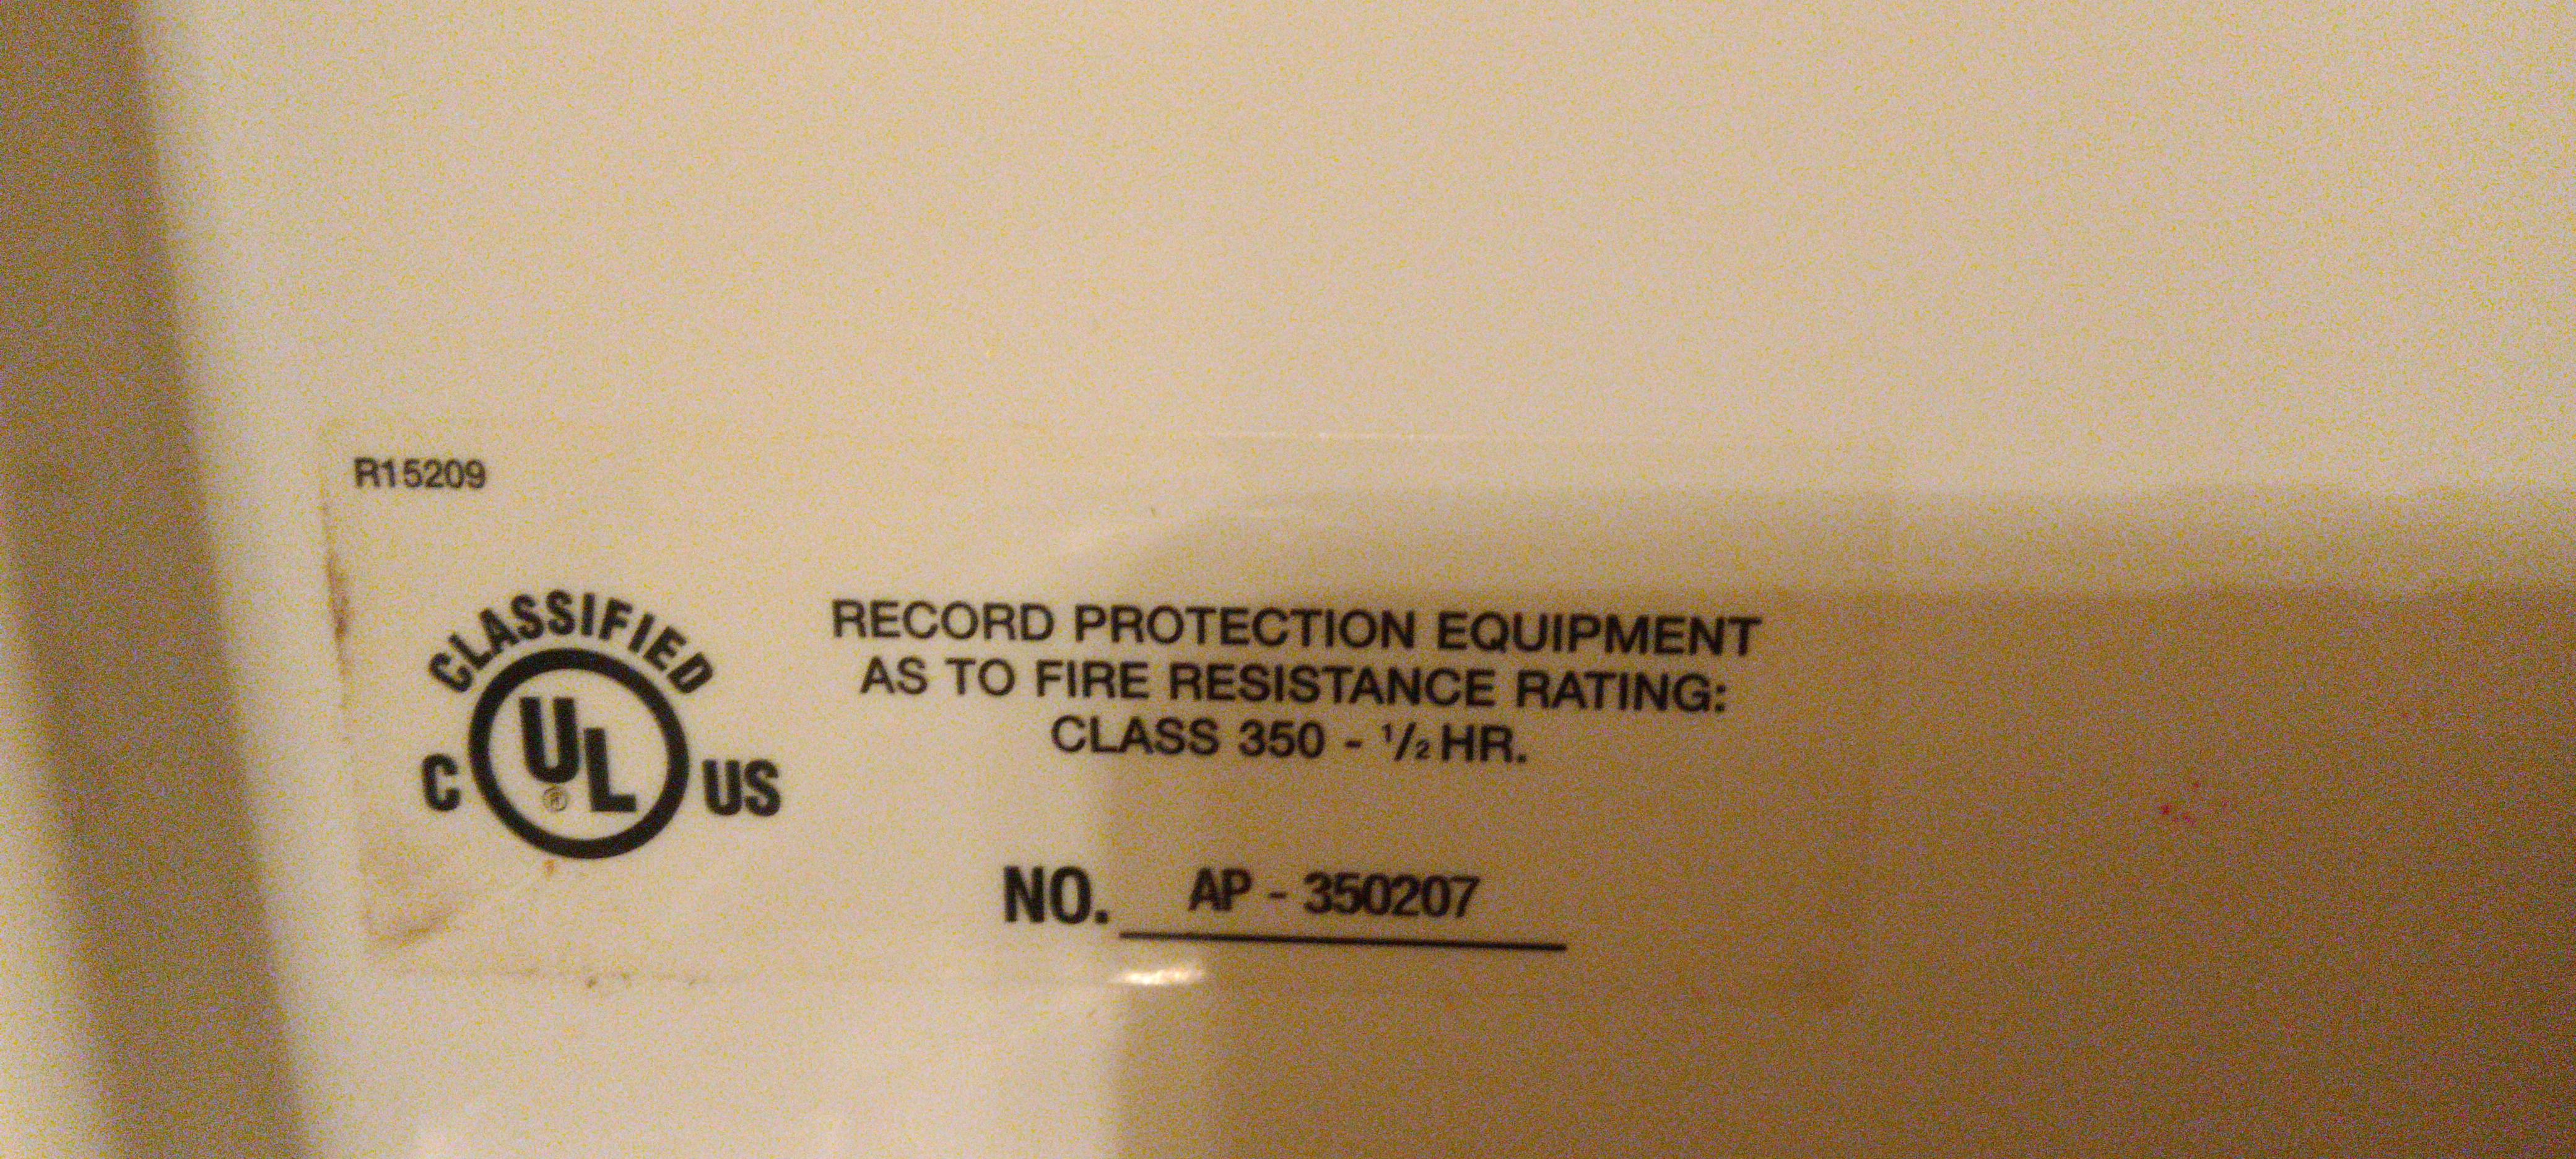 R15209
CLASSIFIED
C UL® US
RECORD PROTECTION EQUIPMENT
AS TO FIRE RESISTANCE RATING:
CLASS 350 - ½ HR.
NO. AP - 350207